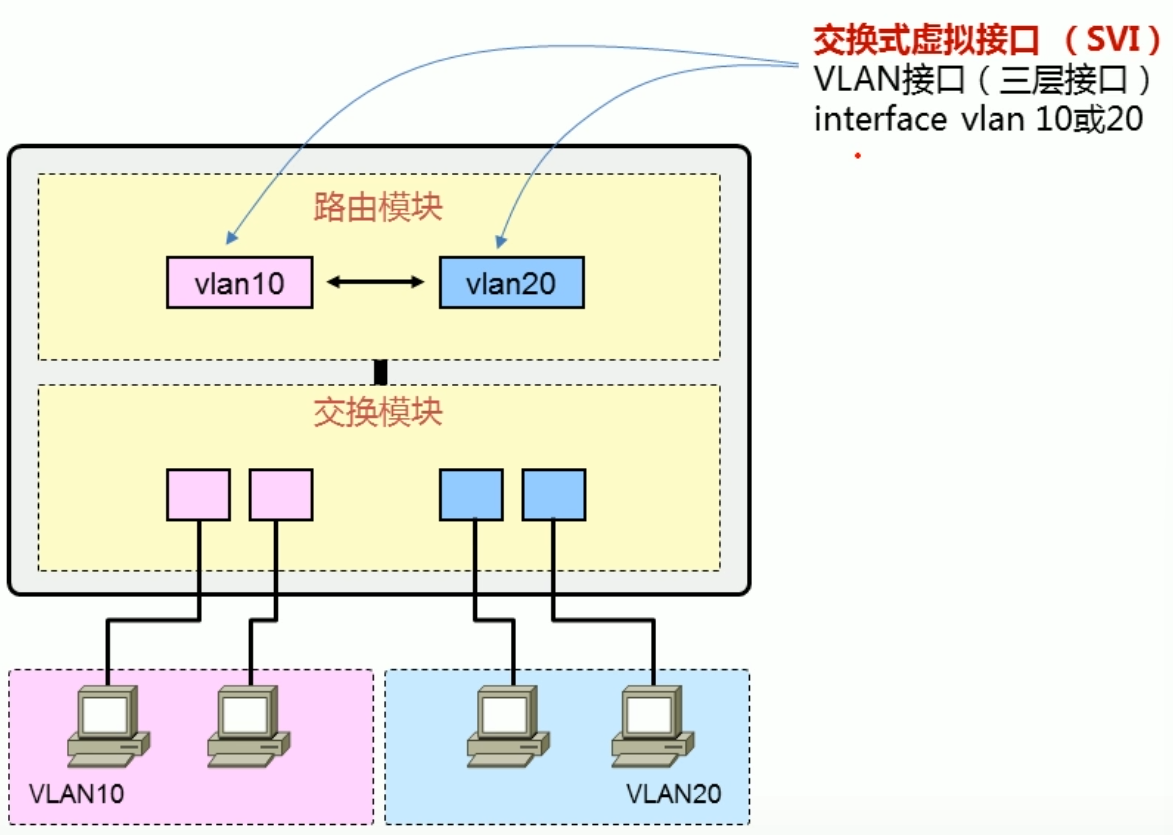 交换式虚拟接口 （SVI）
VLAN接口（三层接口）
interface vlan 10或20
路由模块
vlan10
vlan20
交换模块
VLAN10
VLAN20